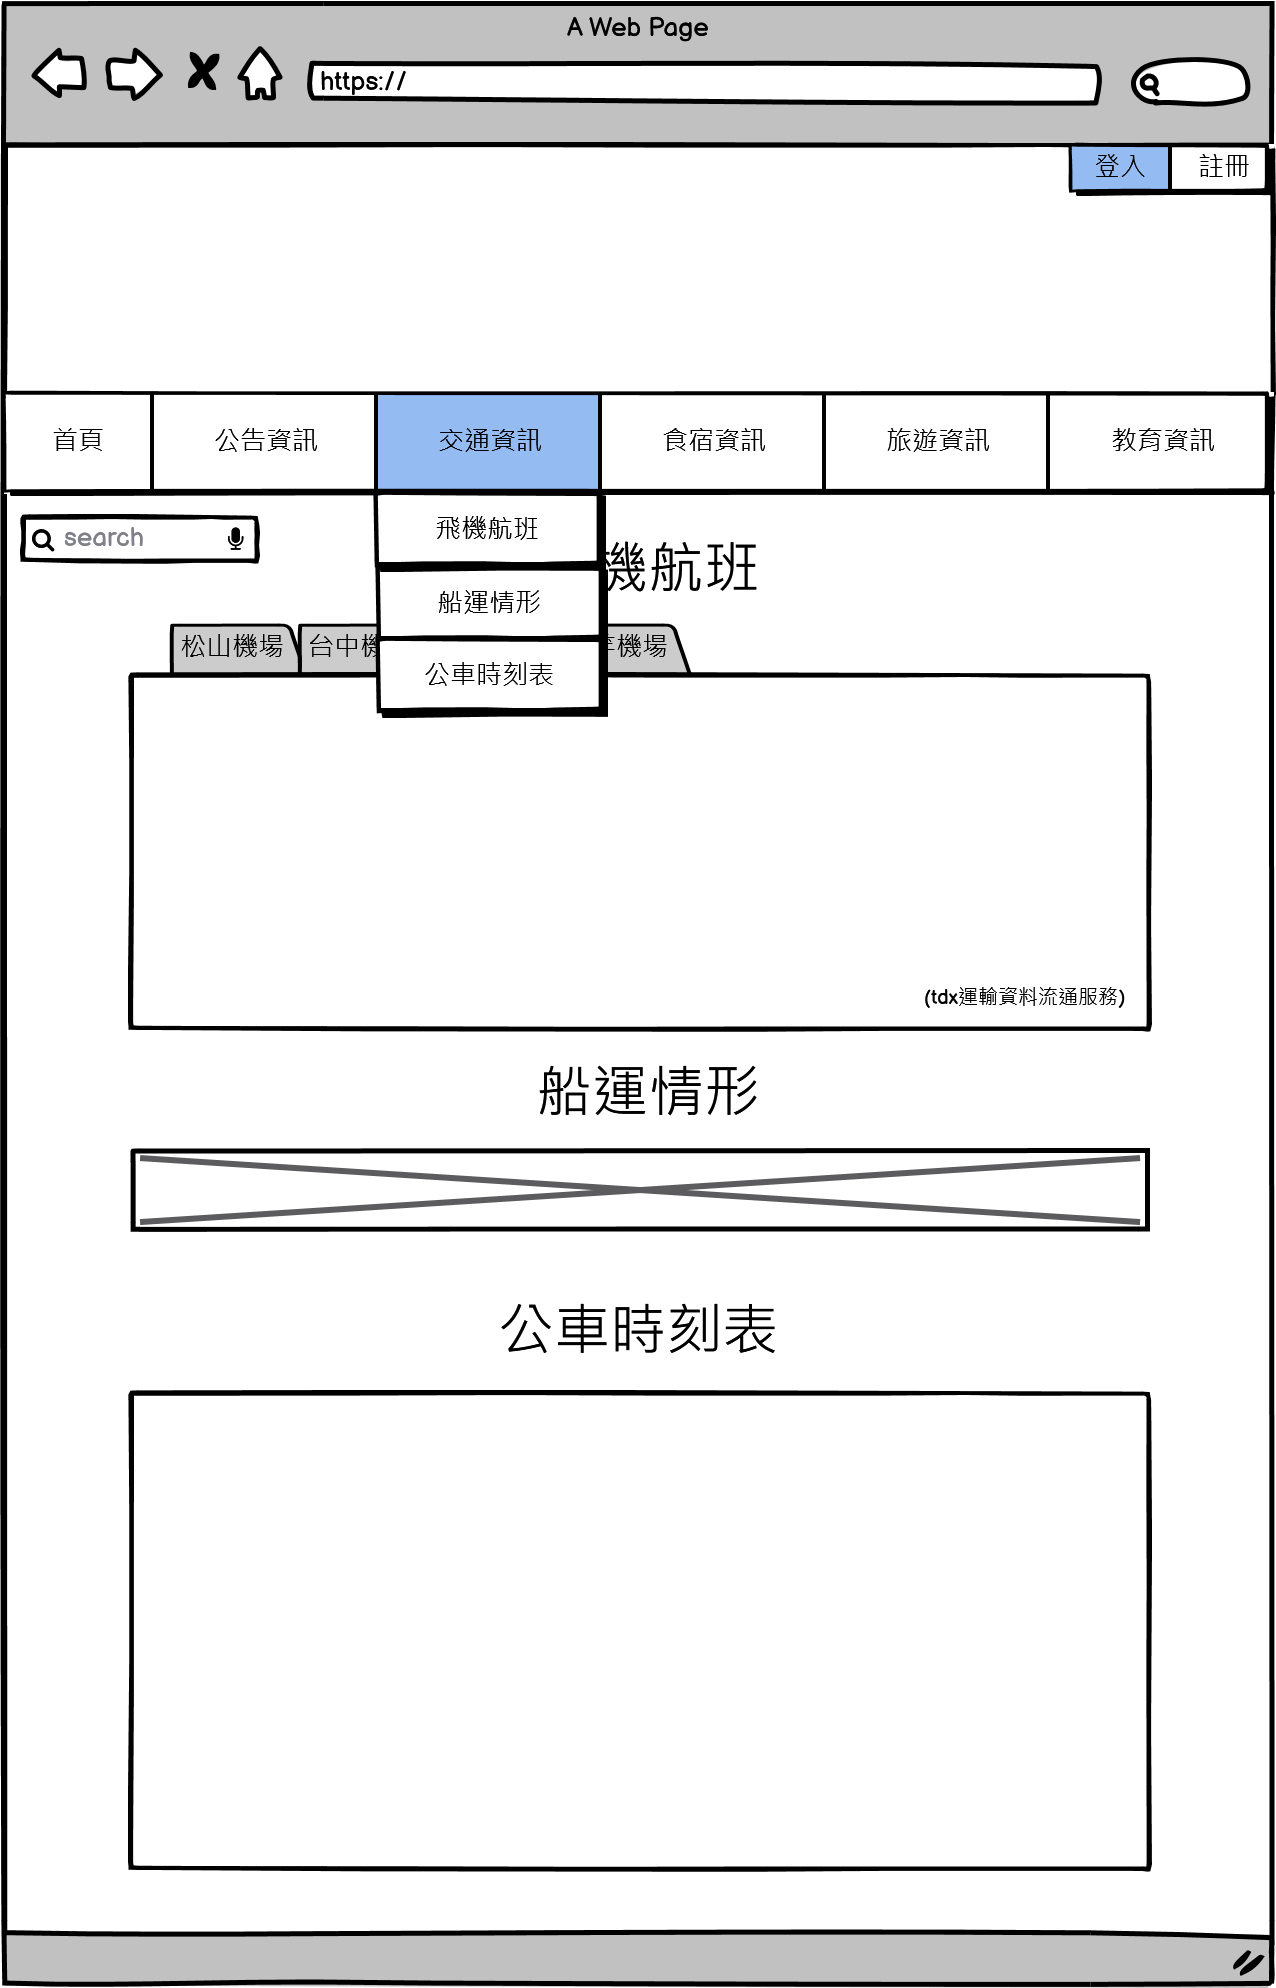 A Web Page
https://
登入 註冊
首頁 公告資訊 交通資訊 食宿資訊 旅遊資訊 教育資訊
search
飛機航班
機航班
船運情形
松山機場 台中機 機場
公車時刻表
(tdx運輸資料流通服務)
船運情形
公車時刻表